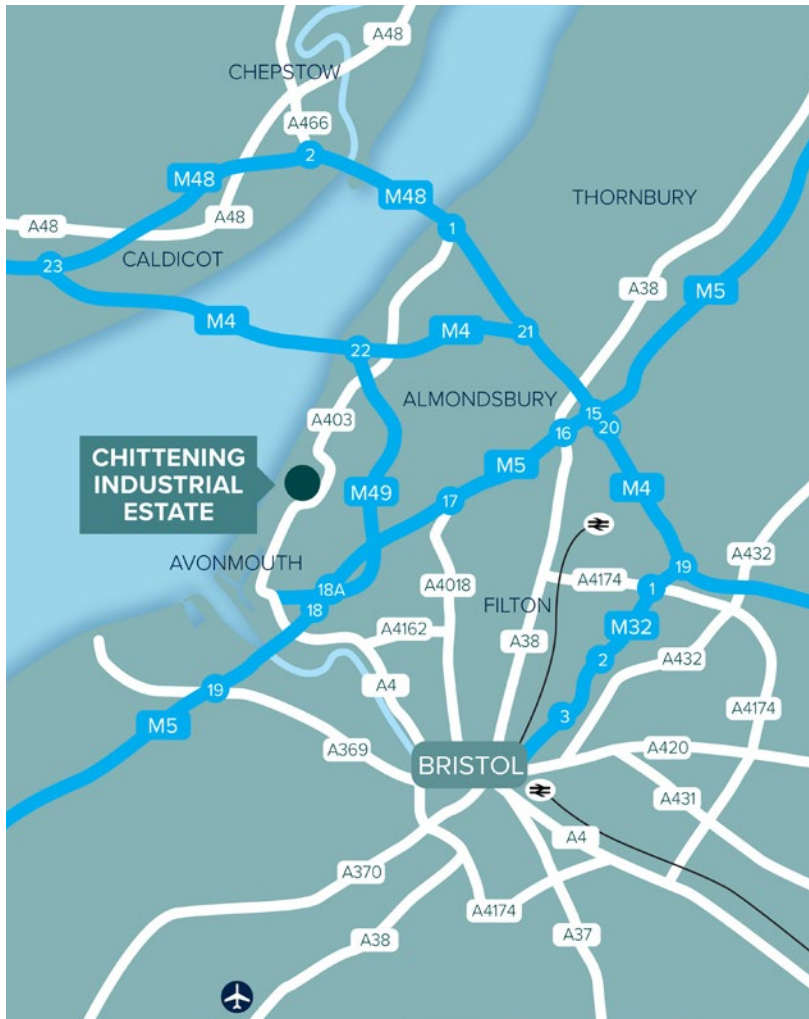 A48
CHEPSTOW
A466
2
M48
M48
THORNBURY
A48
A48
1
CALDICOT
23
A38
M5
M4
M4
21
22
ALMONDSBURY
15
A403
16
20
CHITTENING
INDUSTRIAL
ESTATE
M5
M4
M49
17
AVONMOUTH
A432
18A
A4018
19
A4174
1
18
FILTON
A4162
M32
A38
2
A432
A4
19
A4174
3
M5
A369
A420
BRISTOL
A431
A4
A370
A4174
A38
A37